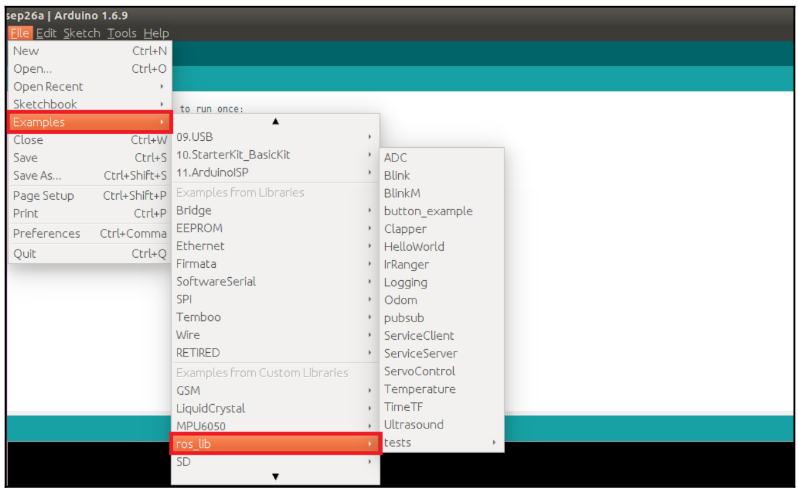 sep26a | Arduino 1.6.9
File Edit Sketch Tools Help
New Ctrl+N
Open... Ctrl+O
Open Recent
Sketchbook
Examples
Close Ctrl+W
Save Ctrl+S
Save As... Ctrl+Shift+S
Page Setup Ctrl+Shift+P
Print Ctrl+P
Preferences Ctrl+Comma
Quit Ctrl+Q
to run once:
09.USB
10.StarterKit_BasicKit
11.ArduinoISP
Examples from Libraries
Bridge
EEPROM
Ethernet
Firmata
SoftwareSerial
SPI
Temboo
Wire
RETIRED
Examples from Custom Libraries
GSM
LiquidCrystal
MPU6050
ros_lib
SD
ADC
Blink
BlinkM
button_example
Clapper
HelloWorld
IrRanger
Logging
Odom
pubsub
ServiceClient
ServiceServer
ServoControl
Temperature
TimeTF
Ultrasound
tests